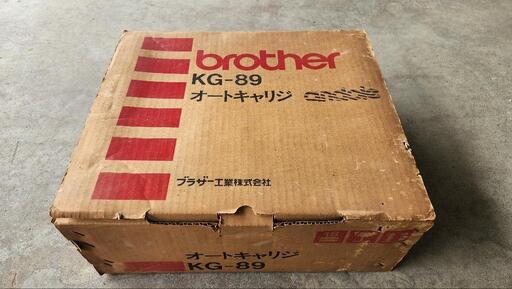 brother
KG-89
オートキャリジ
ブラザー工業株式会社
オートキャリジ
KG-89